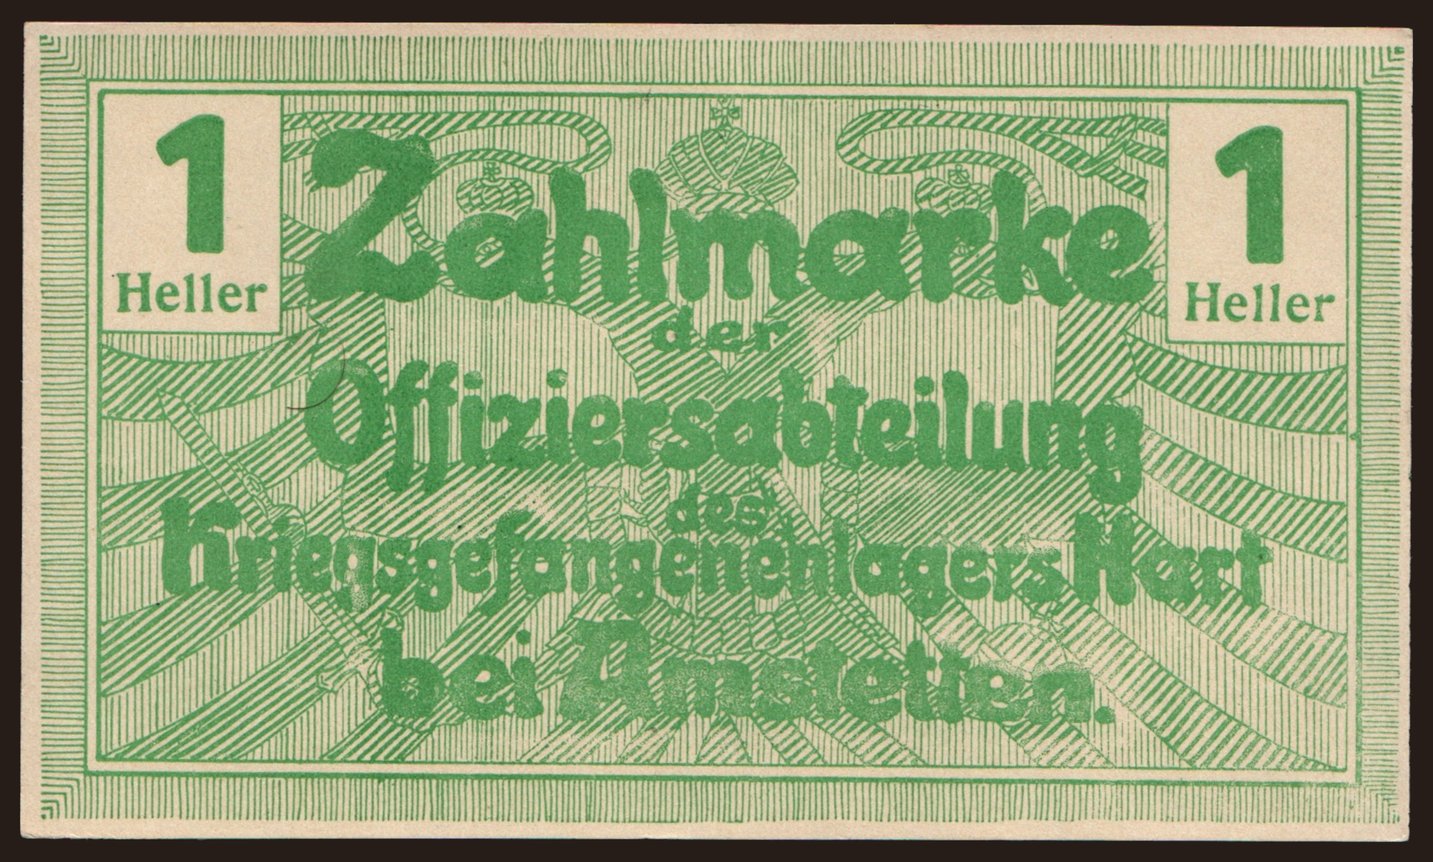 1
Heller
1
Heller
Zahlmarke
der
Offiziersabteilung
des
Kriegsgefangenenlagers Hart
bei Amstetten.